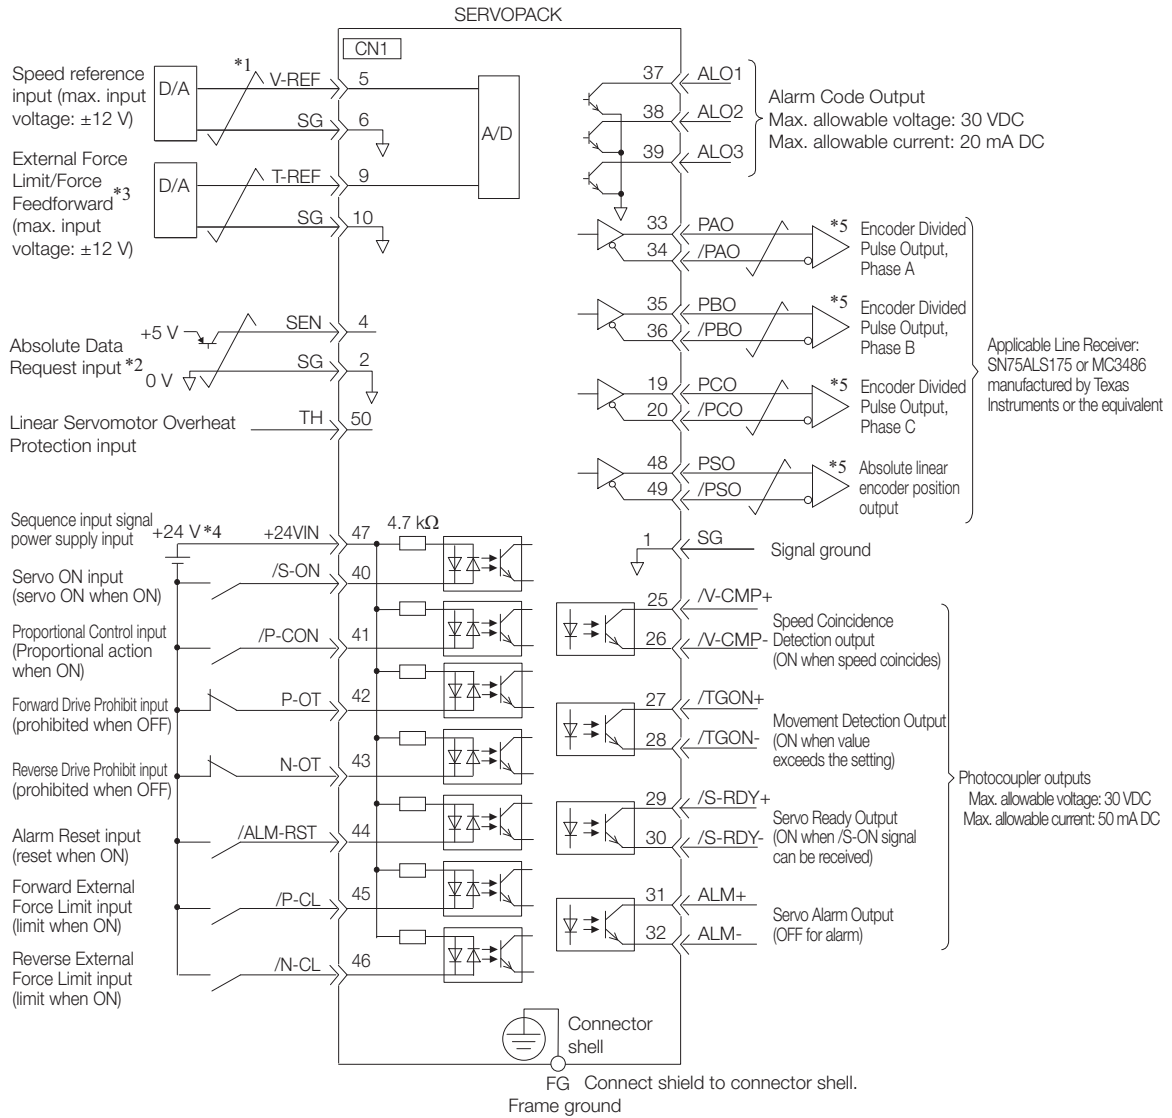 SERVOPACK
CN1
Speed reference
input (max. input
voltage: ±12 V)
D/A
*1
V-REF
5
SG
6
A/D
External Force
Limit/Force
Feedforward*3
(max. input
voltage: ±12 V)
D/A
T-REF
9
SG
10
Absolute Data
Request input *2
+5 V
0 V
SEN
4
SG
2
Linear Servomotor Overheat
Protection input
TH
50
Sequence input signal
power supply input
+24 V *4
+24VIN
47
4.7 kΩ
Servo ON input
(servo ON when ON)
/S-ON
40
Proportional Control input
(Proportional action
when ON)
/P-CON
41
Forward Drive Prohibit input
(prohibited when OFF)
P-OT
42
Reverse Drive Prohibit input
(prohibited when OFF)
N-OT
43
Alarm Reset input
(reset when ON)
/ALM-RST
44
Forward External
Force Limit input
(limit when ON)
/P-CL
45
Reverse External
Force Limit input
(limit when ON)
/N-CL
46
37
ALO1
38
ALO2
39
ALO3
Alarm Code Output
Max. allowable voltage: 30 VDC
Max. allowable current: 20 mA DC
33
PAO
34
/PAO
*5
Encoder Divided
Pulse Output,
Phase A
35
PBO
36
/PBO
*5
Encoder Divided
Pulse Output,
Phase B
19
PCO
20
/PCO
*5
Encoder Divided
Pulse Output,
Phase C
48
PSO
49
/PSO
*5
Absolute linear
encoder position
output
Applicable Line Receiver:
SN75ALS175 or MC3486
manufactured by Texas
Instruments or the equivalent
1
SG
Signal ground
25
/V-CMP+
26
/V-CMP-
Speed Coincidence
Detection output
(ON when speed coincides)
27
/TGON+
28
/TGON-
Movement Detection Output
(ON when value
exceeds the setting)
29
/S-RDY+
30
/S-RDY-
Servo Ready Output
(ON when /S-ON signal
can be received)
31
ALM+
32
ALM-
Servo Alarm Output
(OFF for alarm)
Photocoupler outputs
Max. allowable voltage: 30 VDC
Max. allowable current: 50 mA DC
Connector
shell
FG
Connect shield to connector shell.
Frame ground